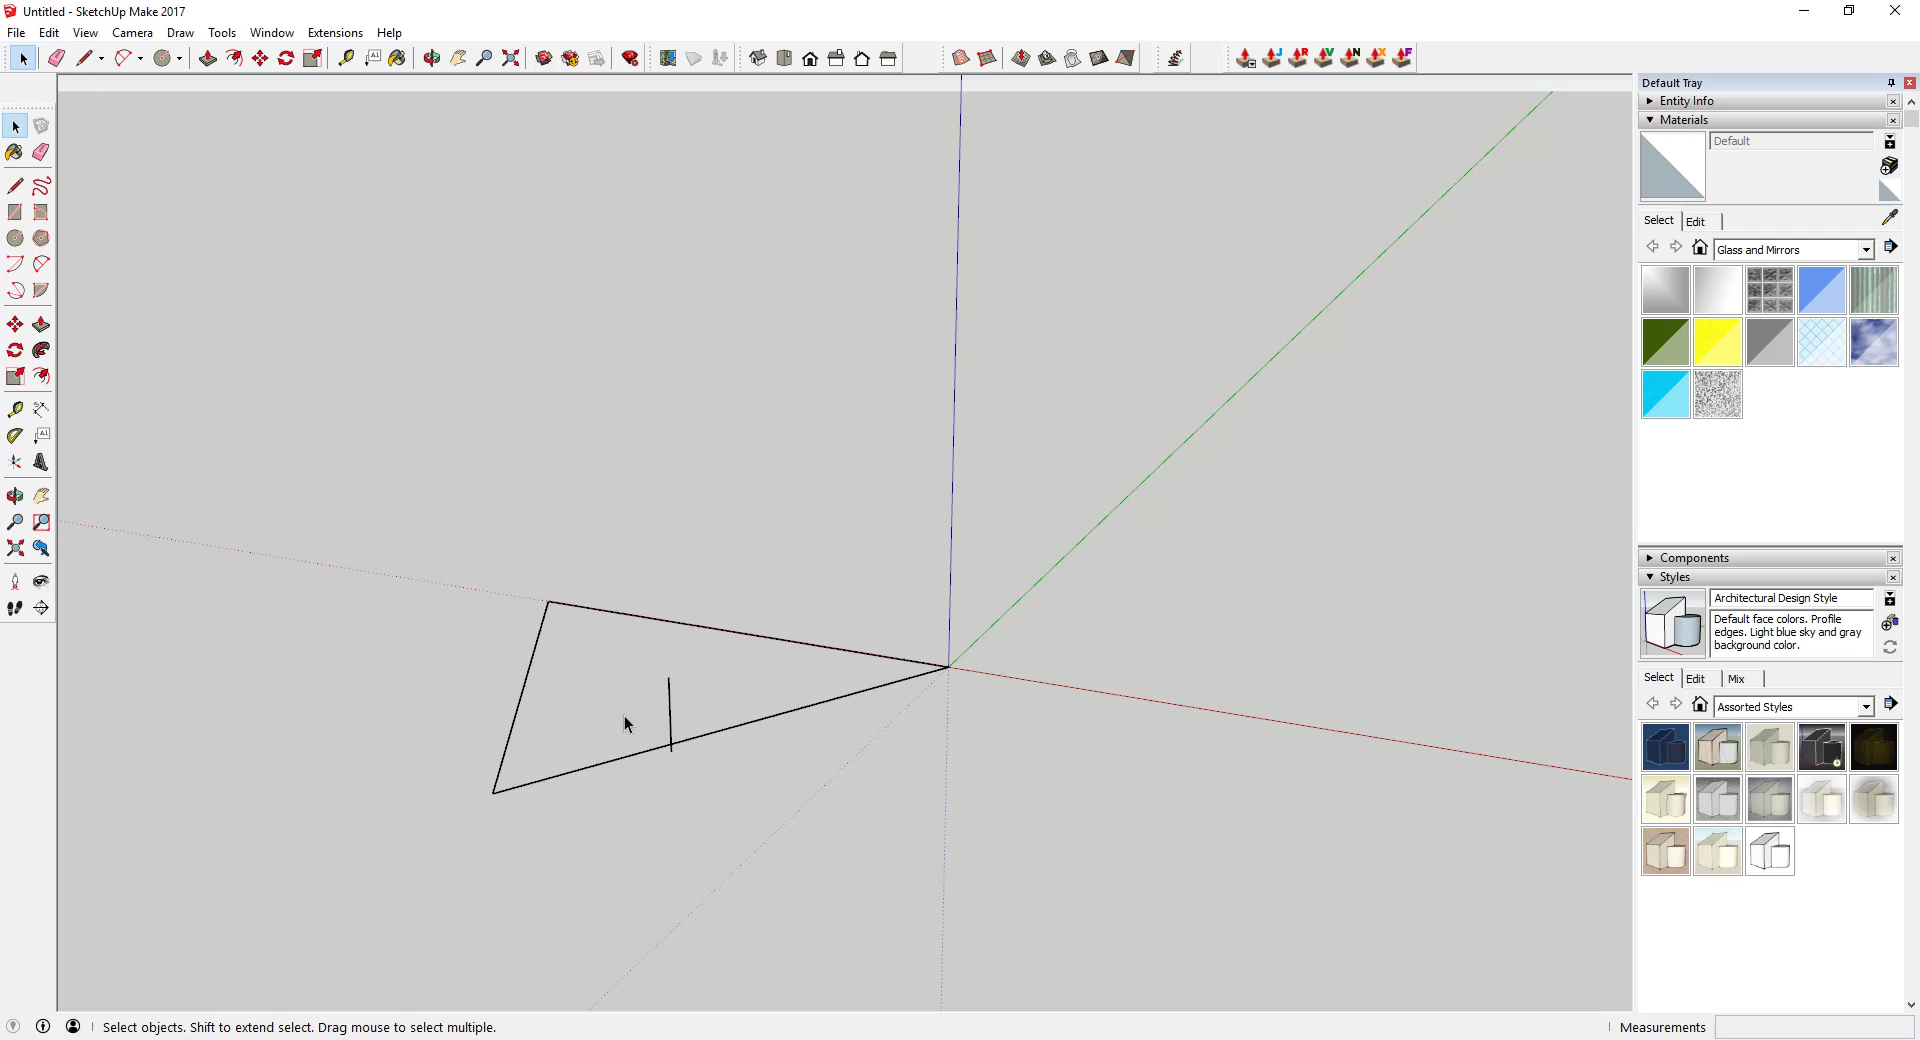 Untitled - SketchUp Make 2017
File Edit View Camera Draw Tools Window Extensions Help
A1
J R V N X F
Default Tray
Entity Info
Materials
Default
Select Edit
Glass and Mirrors
A1
Components
Styles
Architectural Design Style
Default face colors. Profile
edges. Light blue sky and gray
background color.
Select Edit Mix
Assorted Styles
Select objects. Shift to extend select. Drag mouse to select multiple.
Measurements